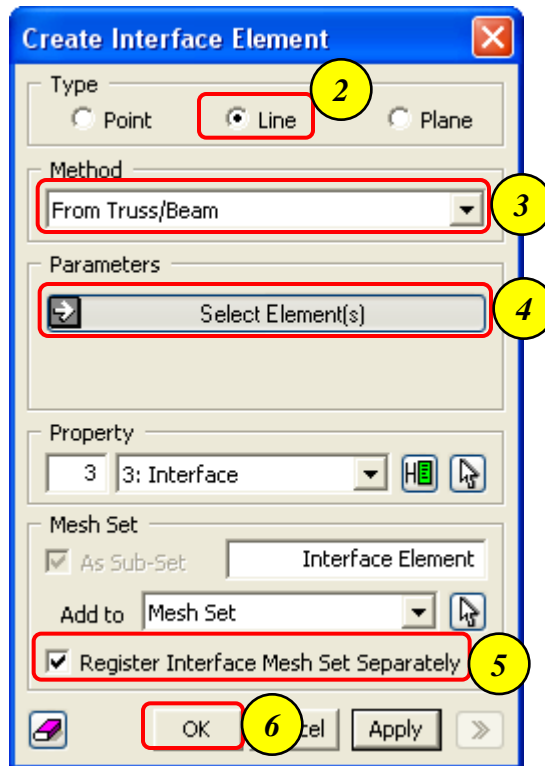 Create Interface Element
Type
2
Point Line Plane
Method
From Truss/Beam
3
Parameters
Select Element(s)
4
Property
3 3: Interface
Mesh Set
As Sub-Set Interface Element
Add to Mesh Set
Register Interface Mesh Set Separately
5
OK 6 cel Apply